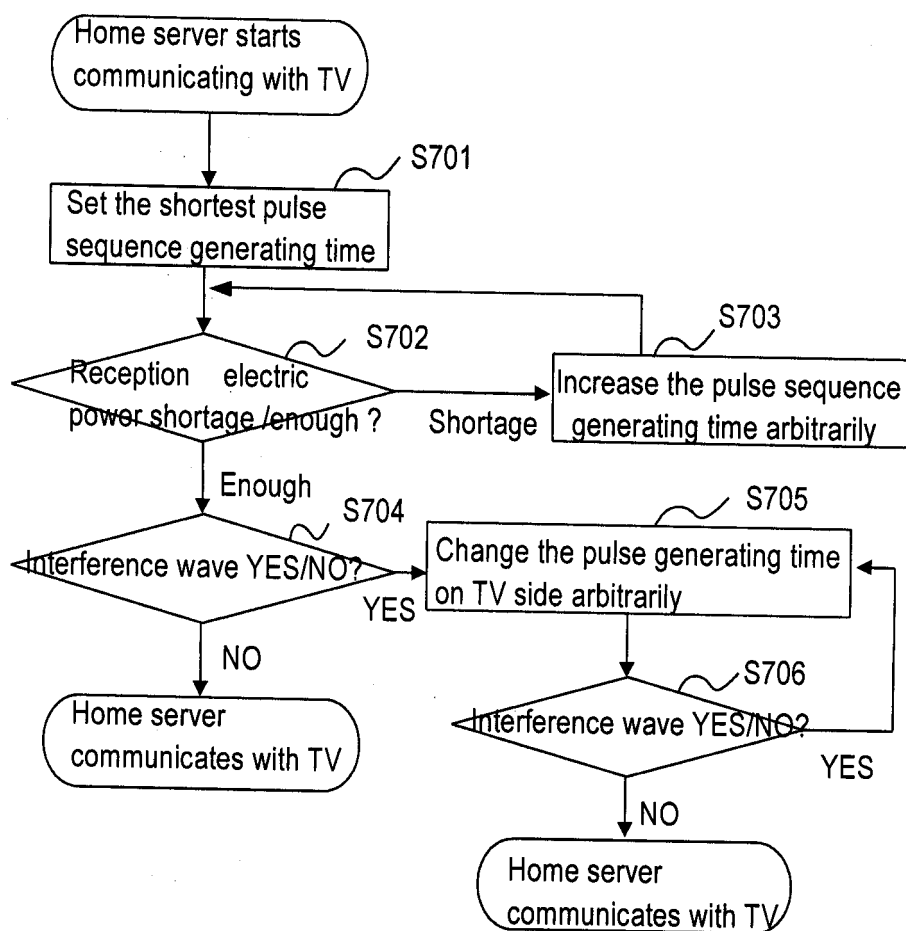 Home server starts
communicating with TV
S701
Set the shortest pulse
sequence generating time
S702
Reception electric
power shortage /enough ?
Shortage
S703
Increase the pulse sequence
generating time arbitrarily
Enough
S704
Interference wave YES/NO?
YES
S705
Change the pulse generating time
on TV side arbitrarily
NO
Home server
communicates with TV
S706
Interference wave YES/NO?
YES
NO
Home server
communicates with TV